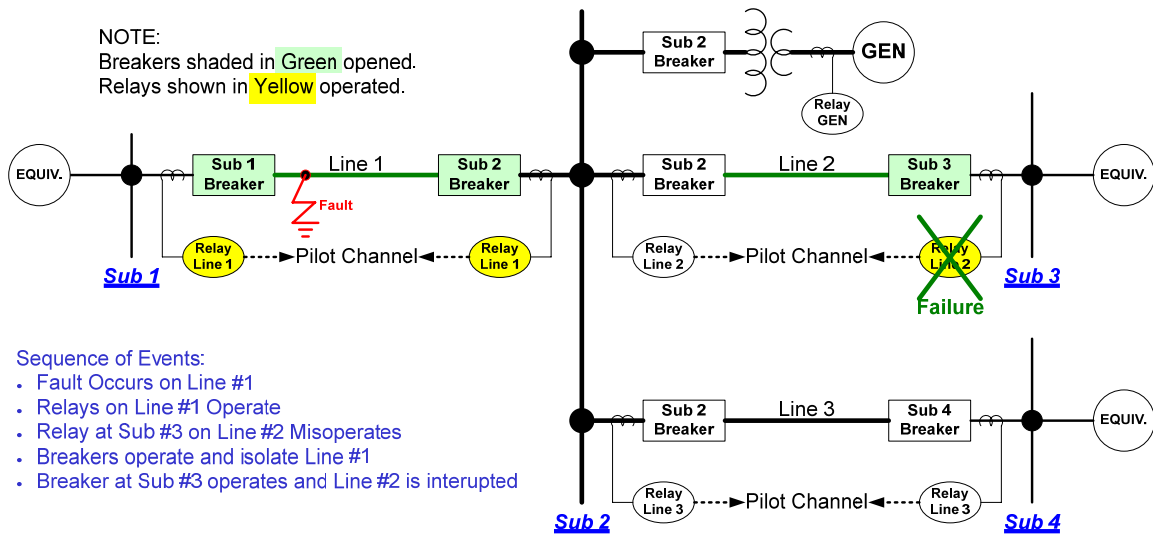 NOTE:
Breakers shaded in Green opened.
Relays shown in Yellow operated.
Sub 2
Breaker
GEN
Relay
GEN
EQUIV.
Sub 1
Breaker
Line 1
Sub 2
Breaker
Sub 2
Breaker
Line 2
Sub 3
Breaker
EQUIV.
Fault
Relay
Line 1
Pilot Channel
Relay
Line 1
Relay
Line 2
Pilot Channel
Relay
Line 2
Sub 1
Sub 3
Failure
Sequence of Events:
• Fault Occurs on Line #1
• Relays on Line #1 Operate
• Relay at Sub #3 on Line #2 Misoperates
• Breakers operate and isolate Line #1
• Breaker at Sub #3 operates and Line #2 is interupted
Sub 2
Breaker
Line 3
Sub 4
Breaker
EQUIV.
Relay
Line 3
Pilot Channel
Relay
Line 3
Sub 2
Sub 4